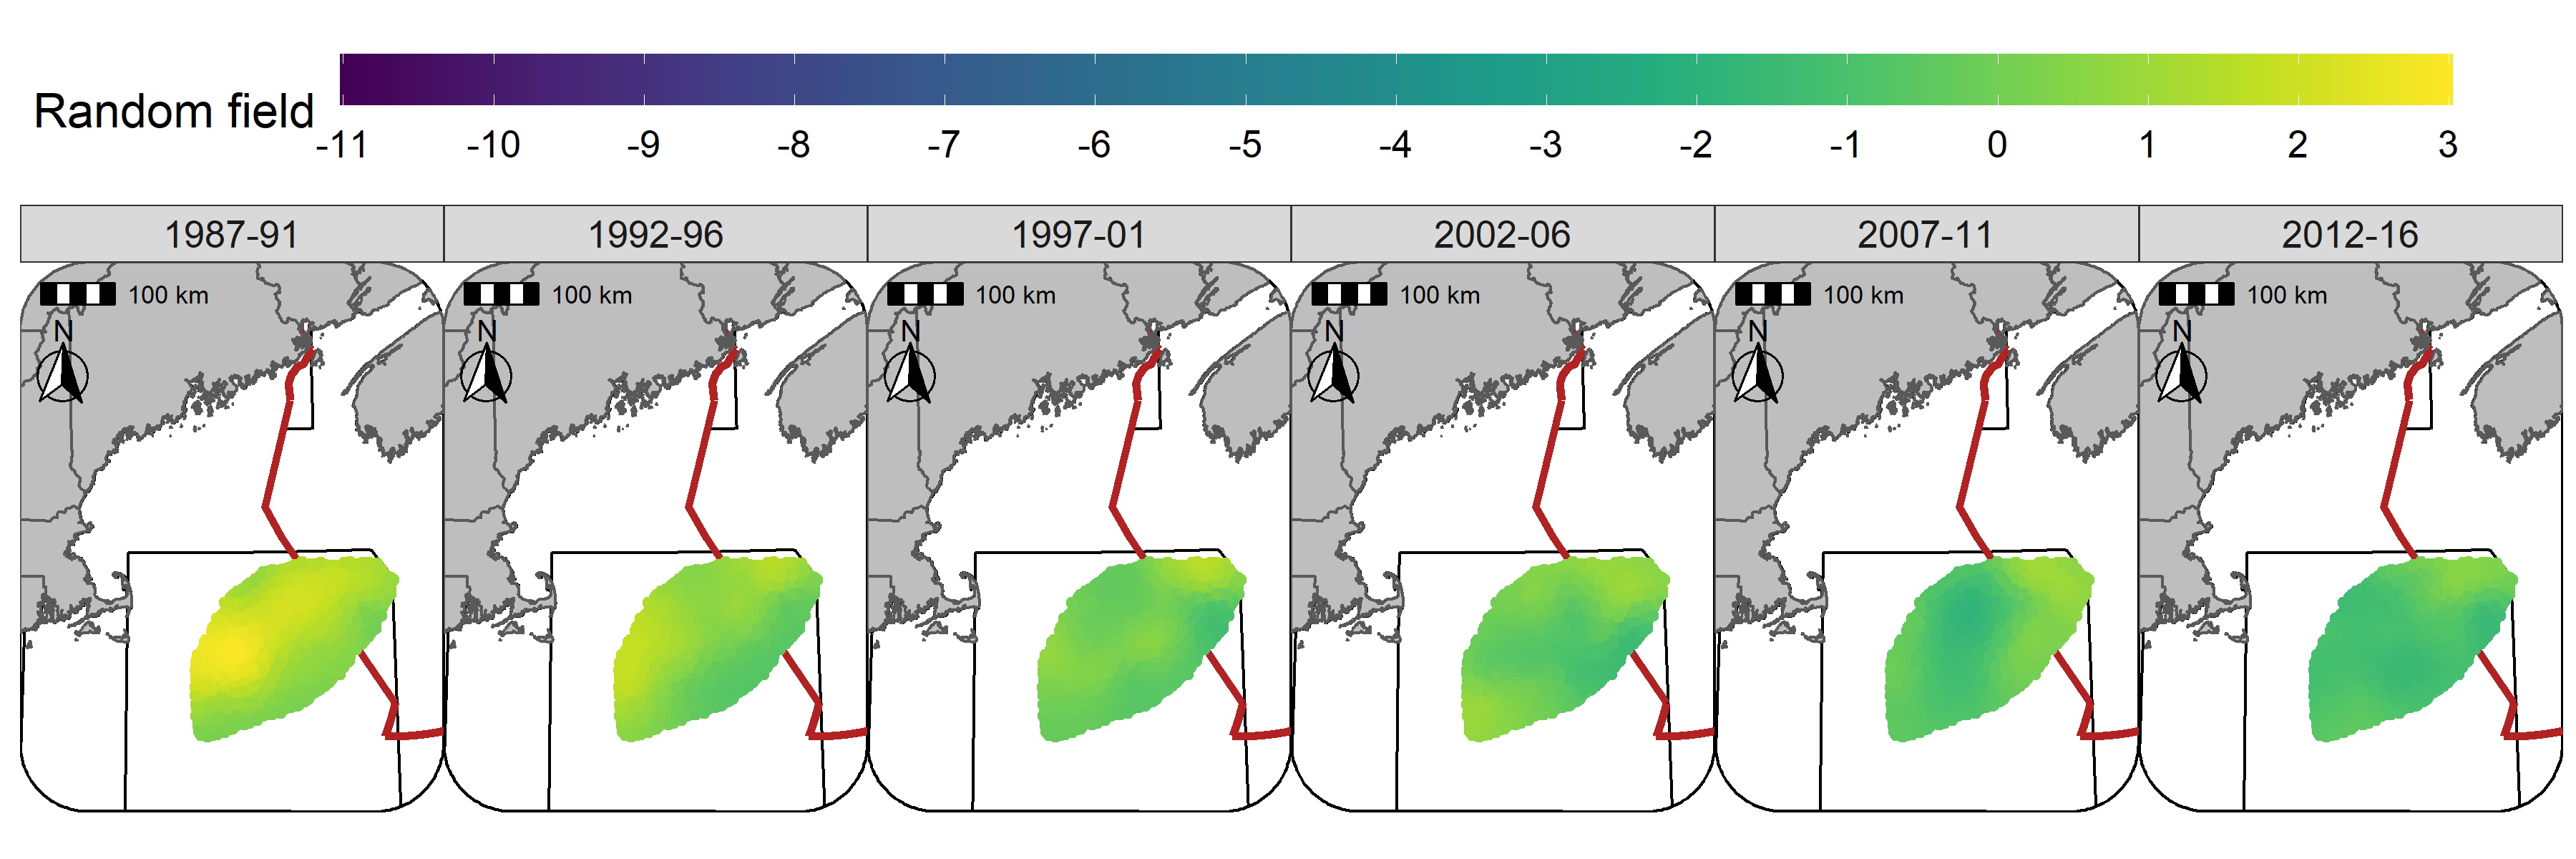 Random field
-11 -10 -9 -8 -7 -6 -5 -4 -3 -2 -1 0 1 2 3
1987-91 1992-96 1997-01 2002-06 2007-11 2012-16
100 km 100 km 100 km 100 km 100 km 100 km
N N N N N N